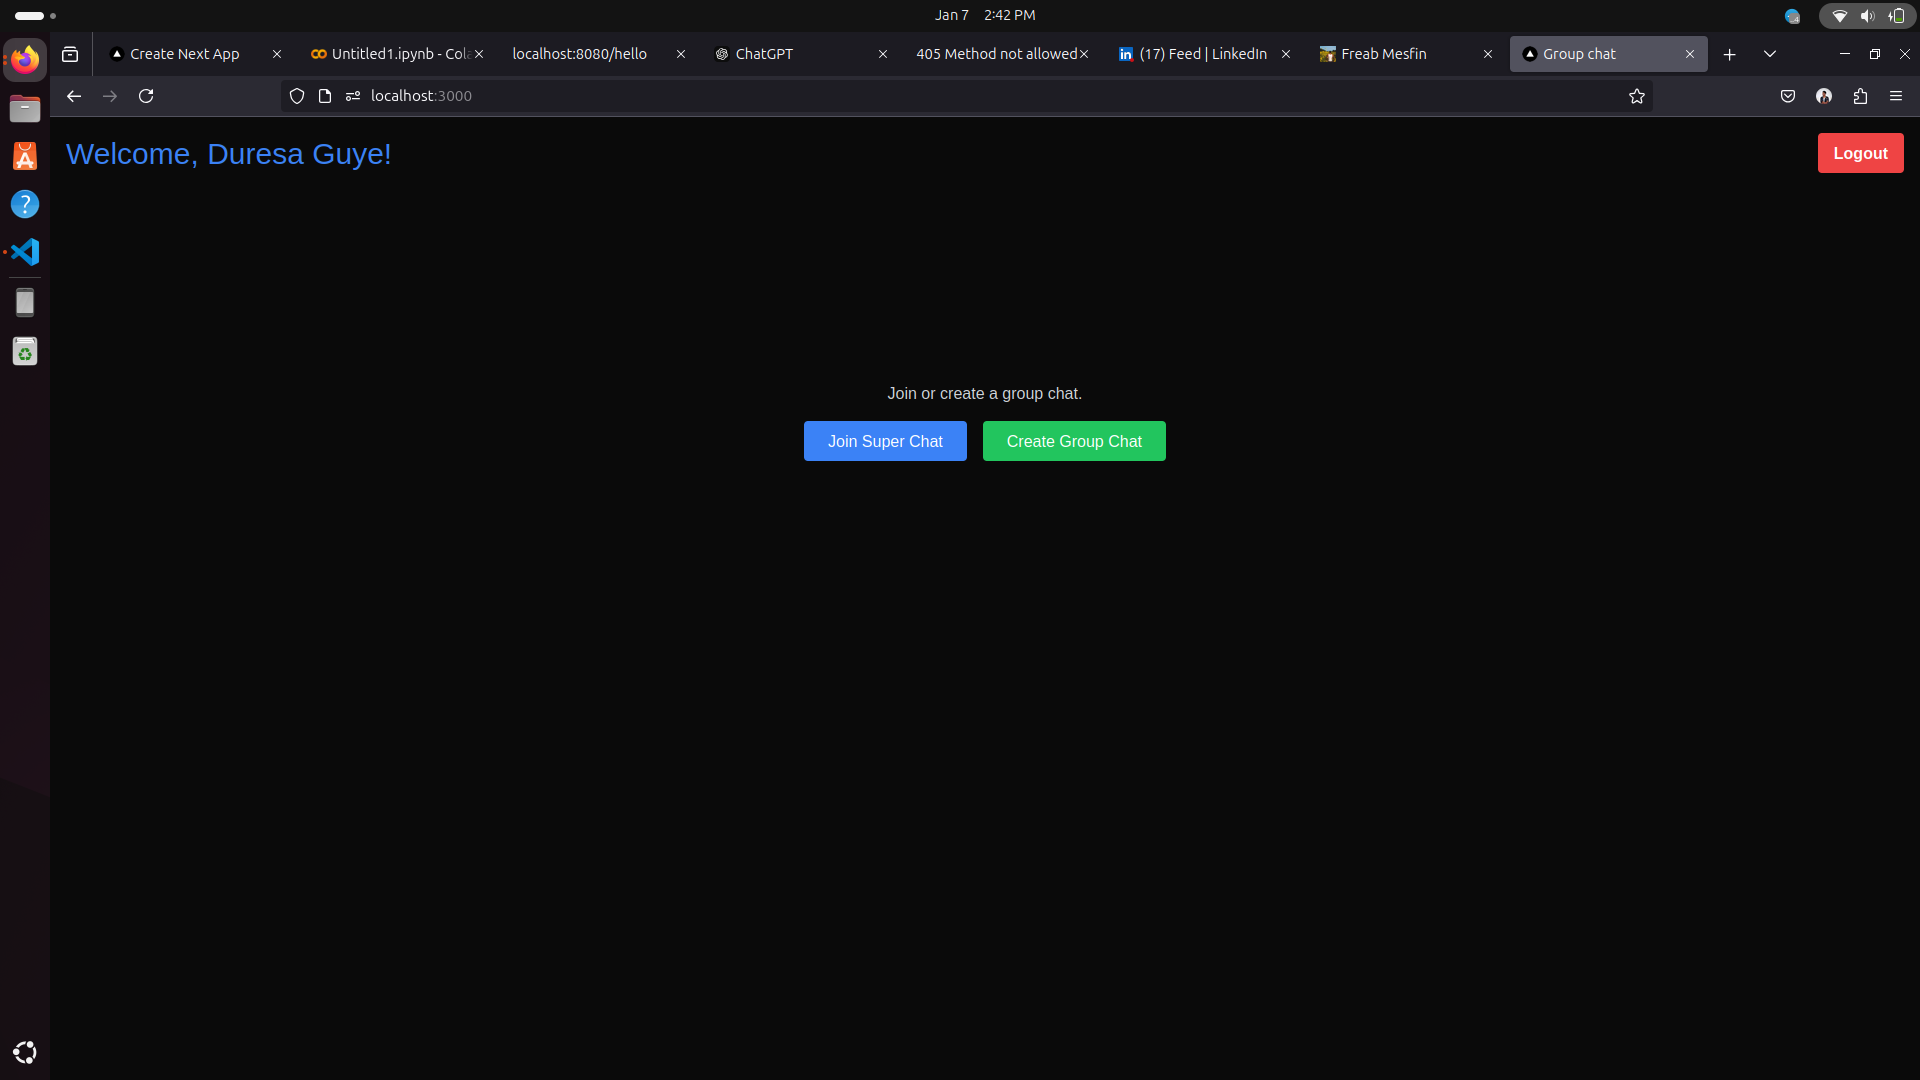 Jan 7 2:42 PM
Create Next App
Untitled1.ipynb - Cola
localhost:8080/hello
ChatGPT
405 Method not allowed
(17) Feed | LinkedIn
Freab Mesfin
Group chat
localhost:3000
Welcome, Duresa Guye!
Logout
Join or create a group chat.
Join Super Chat
Create Group Chat